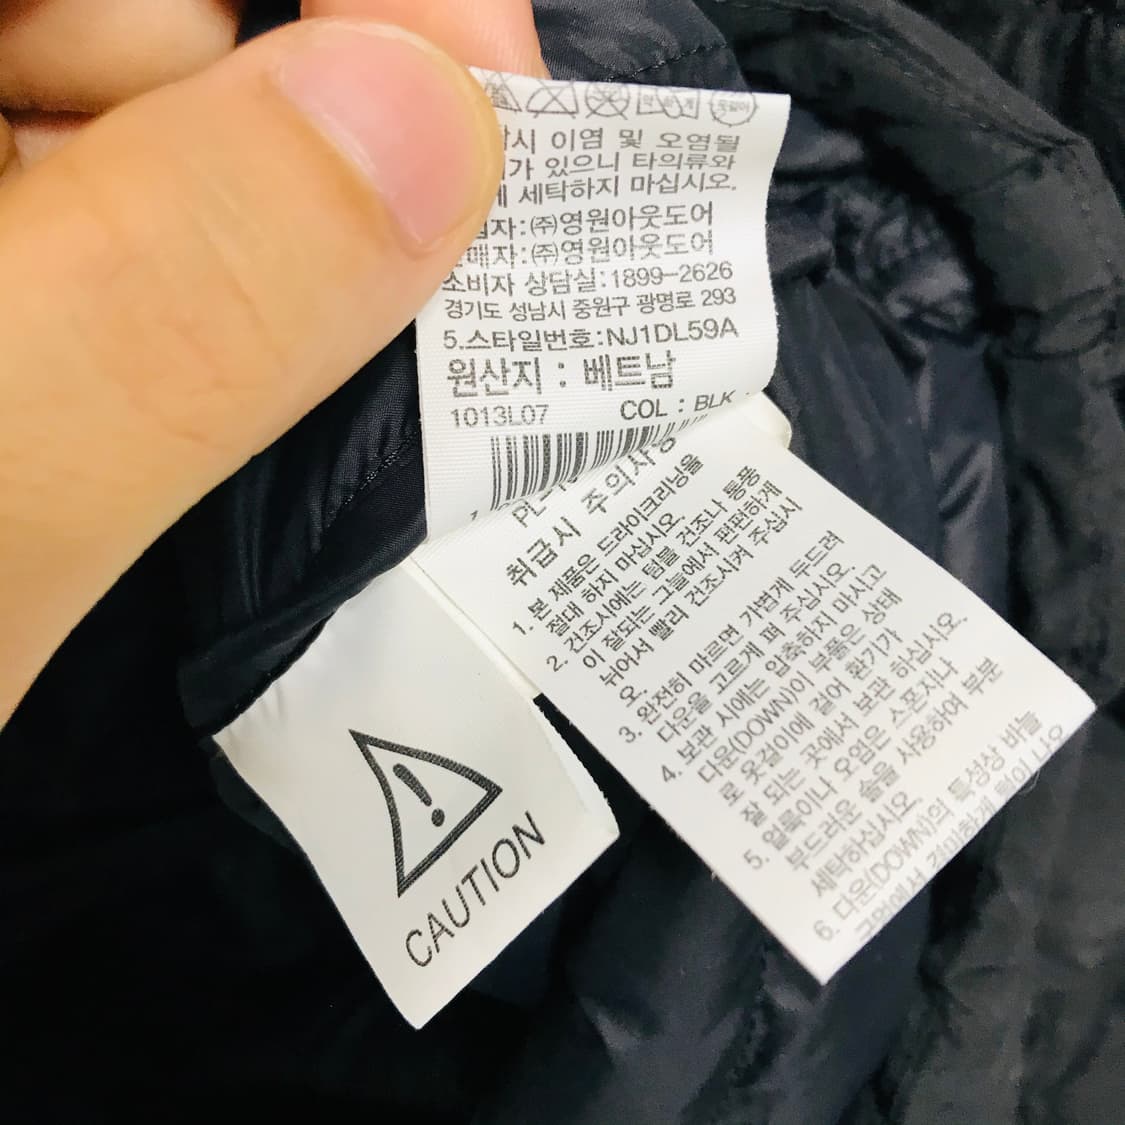 시 이염 및 오염될
가 있으니 타의류와
세탁하지 마십시오.
자:㈜영원아웃도어
매자:㈜영원아웃도어
소비자 상담실:1899-2626
경기도 성남시 중원구 광명로 293
5.스타일번호:NJ1DL59A
원산지 : 베트남
1013L07 COL : BLK
취급시 주의사항
1. 본 제품은 드라이크리닝을
절대 하지 마십시오.
2. 건조시에는 텀블 건조나 통풍
이 잘되는 그늘에서 편편하게
뉘어서 빨리 건조시켜 주십시
오.
3. 완전히 마르면 가볍게 두드려
다운을 고르게 펴 주십시오.
4. 보관 시에는 압축하지 마시고
다운(DOWN)이 부풀은 상태
로 옷걸이에 걸어 환기가
잘 되는 곳에서 보관 하십시오.
5. 얼룩이나 오염은 스폰지나
부드러운 솔을 사용하여 부분
세탁하십시오.
6. 다운(DOWN)의 특성상 바늘
CAUTION